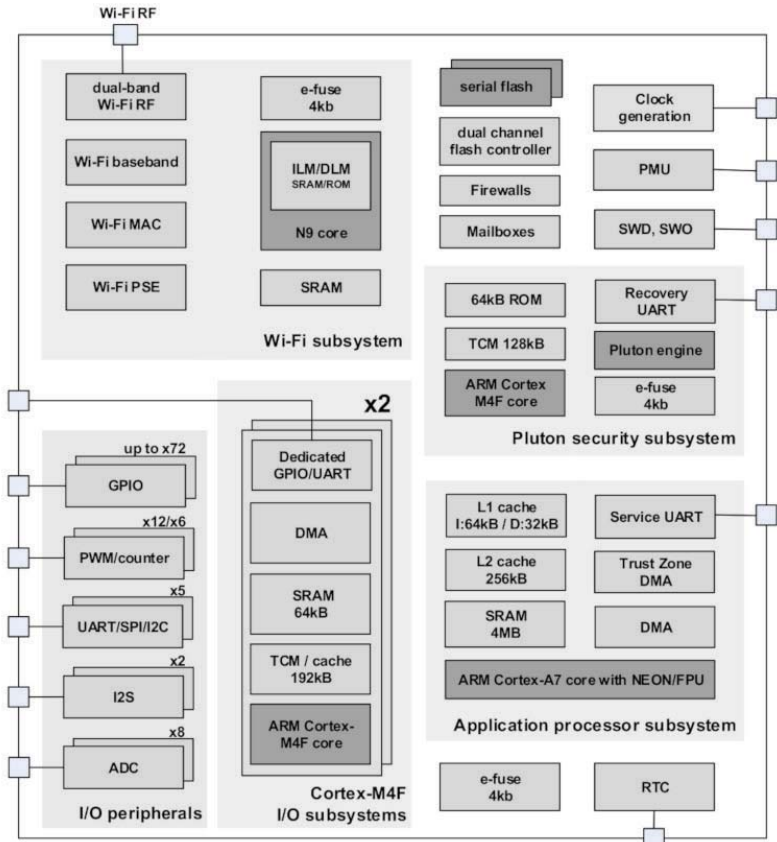 Wi-Fi RF
dual-band
Wi-Fi RF
Wi-Fi baseband
Wi-Fi MAC
Wi-Fi PSE
e-fuse
4kb
ILM/DLM
SRAM/ROM
N9 core
SRAM
Wi-Fi subsystem
serial flash
dual channel
flash controller
Firewalls
Mailboxes
Clock
generation
PMU
SWD, SWO
64kB ROM
TCM 128kB
ARM Cortex
M4F core
Recovery
UART
Pluton engine
e-fuse
4kb
Pluton security subsystem
up to x72
GPIO
x12/x6
PWM/counter
x5
UART/SPI/I2C
x2
I2S
x8
ADC
I/O peripherals
x2
Dedicated
GPIO/UART
DMA
SRAM
64kB
TCM / cache
192kB
ARM Cortex-
M4F core
Cortex-M4F
I/O subsystems
L1 cache
I:64kB / D:32kB
L2 cache
256kB
SRAM
4MB
Service UART
Trust Zone
DMA
DMA
ARM Cortex-A7 core with NEON/FPU
Application processor subsystem
e-fuse
4kb
RTC